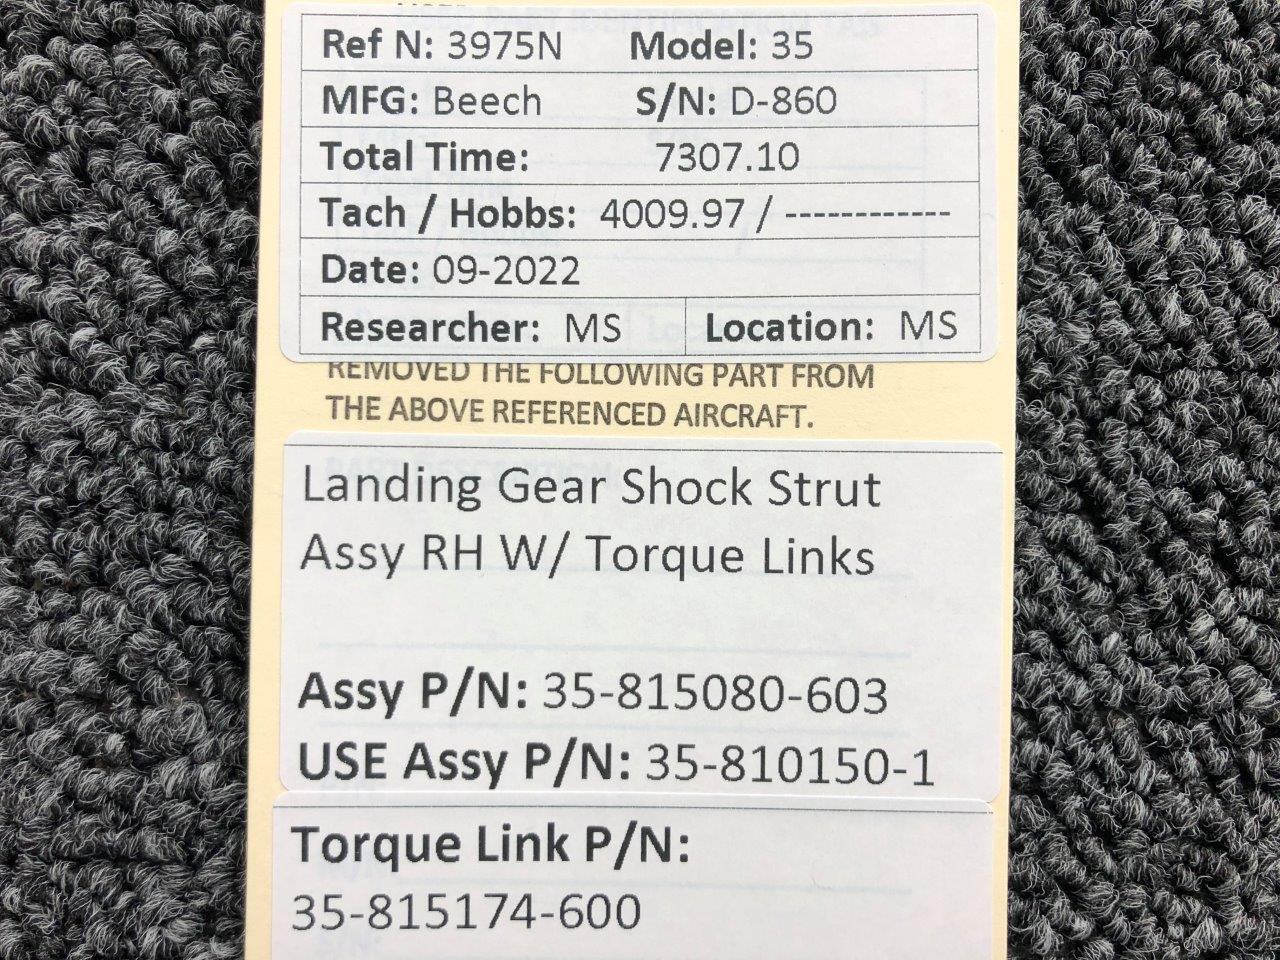 Ref N: 3975N Model: 35
MFG: Beech S/N: D-860
Total Time: 7307.10
Tach / Hobbs: 4009.97 / ------------
Date: 09-2022
Researcher: MS Location: MS
REMOVED THE FOLLOWING PART FROM
THE ABOVE REFERENCED AIRCRAFT.
Landing Gear Shock Strut
Assy RH W/ Torque Links
Assy P/N: 35-815080-603
USE Assy P/N: 35-810150-1
Torque Link P/N:
35-815174-600